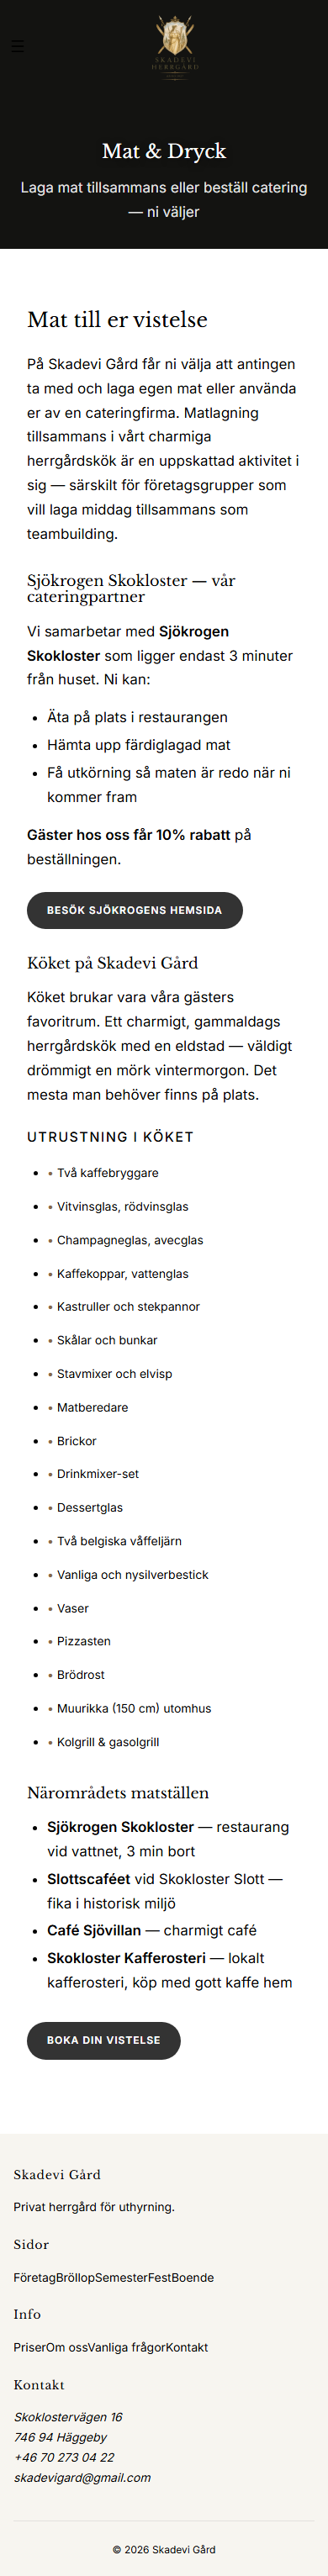 SKADEVI
HERRGÅRD
Mat & Dryck
Laga mat tillsammans eller beställ catering
— ni väljer
Mat till er vistelse
På Skadevi Gård får ni välja att antingen
ta med och laga egen mat eller använda
er av en cateringfirma. Matlagning
tillsammans i vårt charmiga
herrgårdskök är en uppskattad aktivitet i
sig — särskilt för företagsgrupper som
vill laga middag tillsammans som
teambuilding.
Sjökrogen Skokloster — vår
cateringpartner
Vi samarbetar med Sjökrogen
Skokloster som ligger endast 3 minuter
från huset. Ni kan:
• Äta på plats i restaurangen
• Hämta upp färdiglagad mat
• Få utkörning så maten är redo när ni
kommer fram
Gäster hos oss får 10% rabatt på
beställningen.
BESÖK SJÖKROGENS HEMSIDA
Köket på Skadevi Gård
Köket brukar vara våra gästers
favoritrum. Ett charmigt, gammaldags
herrgårdskök med en eldstad — väldigt
drömmigt en mörk vintermorgon. Det
mesta man behöver finns på plats.
UTRUSTNING I KÖKET
• • Två kaffebryggare
• • Vitvinsglas, rödvinsglas
• • Champagneglas, avecglas
• • Kaffekoppar, vattenglas
• • Kastruller och stekpannor
• • Skålar och bunkar
• • Stavmixer och elvisp
• • Matberedare
• • Brickor
• • Drinkmixer-set
• • Dessertglas
• • Två belgiska våffeljärn
• • Vanliga och nysilverbestick
• • Vaser
• • Pizzasten
• • Brödrost
• • Muurikka (150 cm) utomhus
• • Kolgrill & gasolgrill
Närområdets matställen
• Sjökrogen Skokloster — restaurang
vid vattnet, 3 min bort
• Slottscaféet vid Skokloster Slott —
fika i historisk miljö
• Café Sjövillan — charmigt café
• Skokloster Kafferosteri — lokalt
kafferosteri, köp med gott kaffe hem
BOKA DIN VISTELSE
Skadevi Gård
Privat herrgård för uthyrning.
Sidor
FöretagBröllopSemesterFestBoende
Info
PriserOm ossVanliga frågorKontakt
Kontakt
Skoklostervägen 16
746 94 Häggeby
+46 70 273 04 22
skadevigard@gmail.com
© 2026 Skadevi Gård